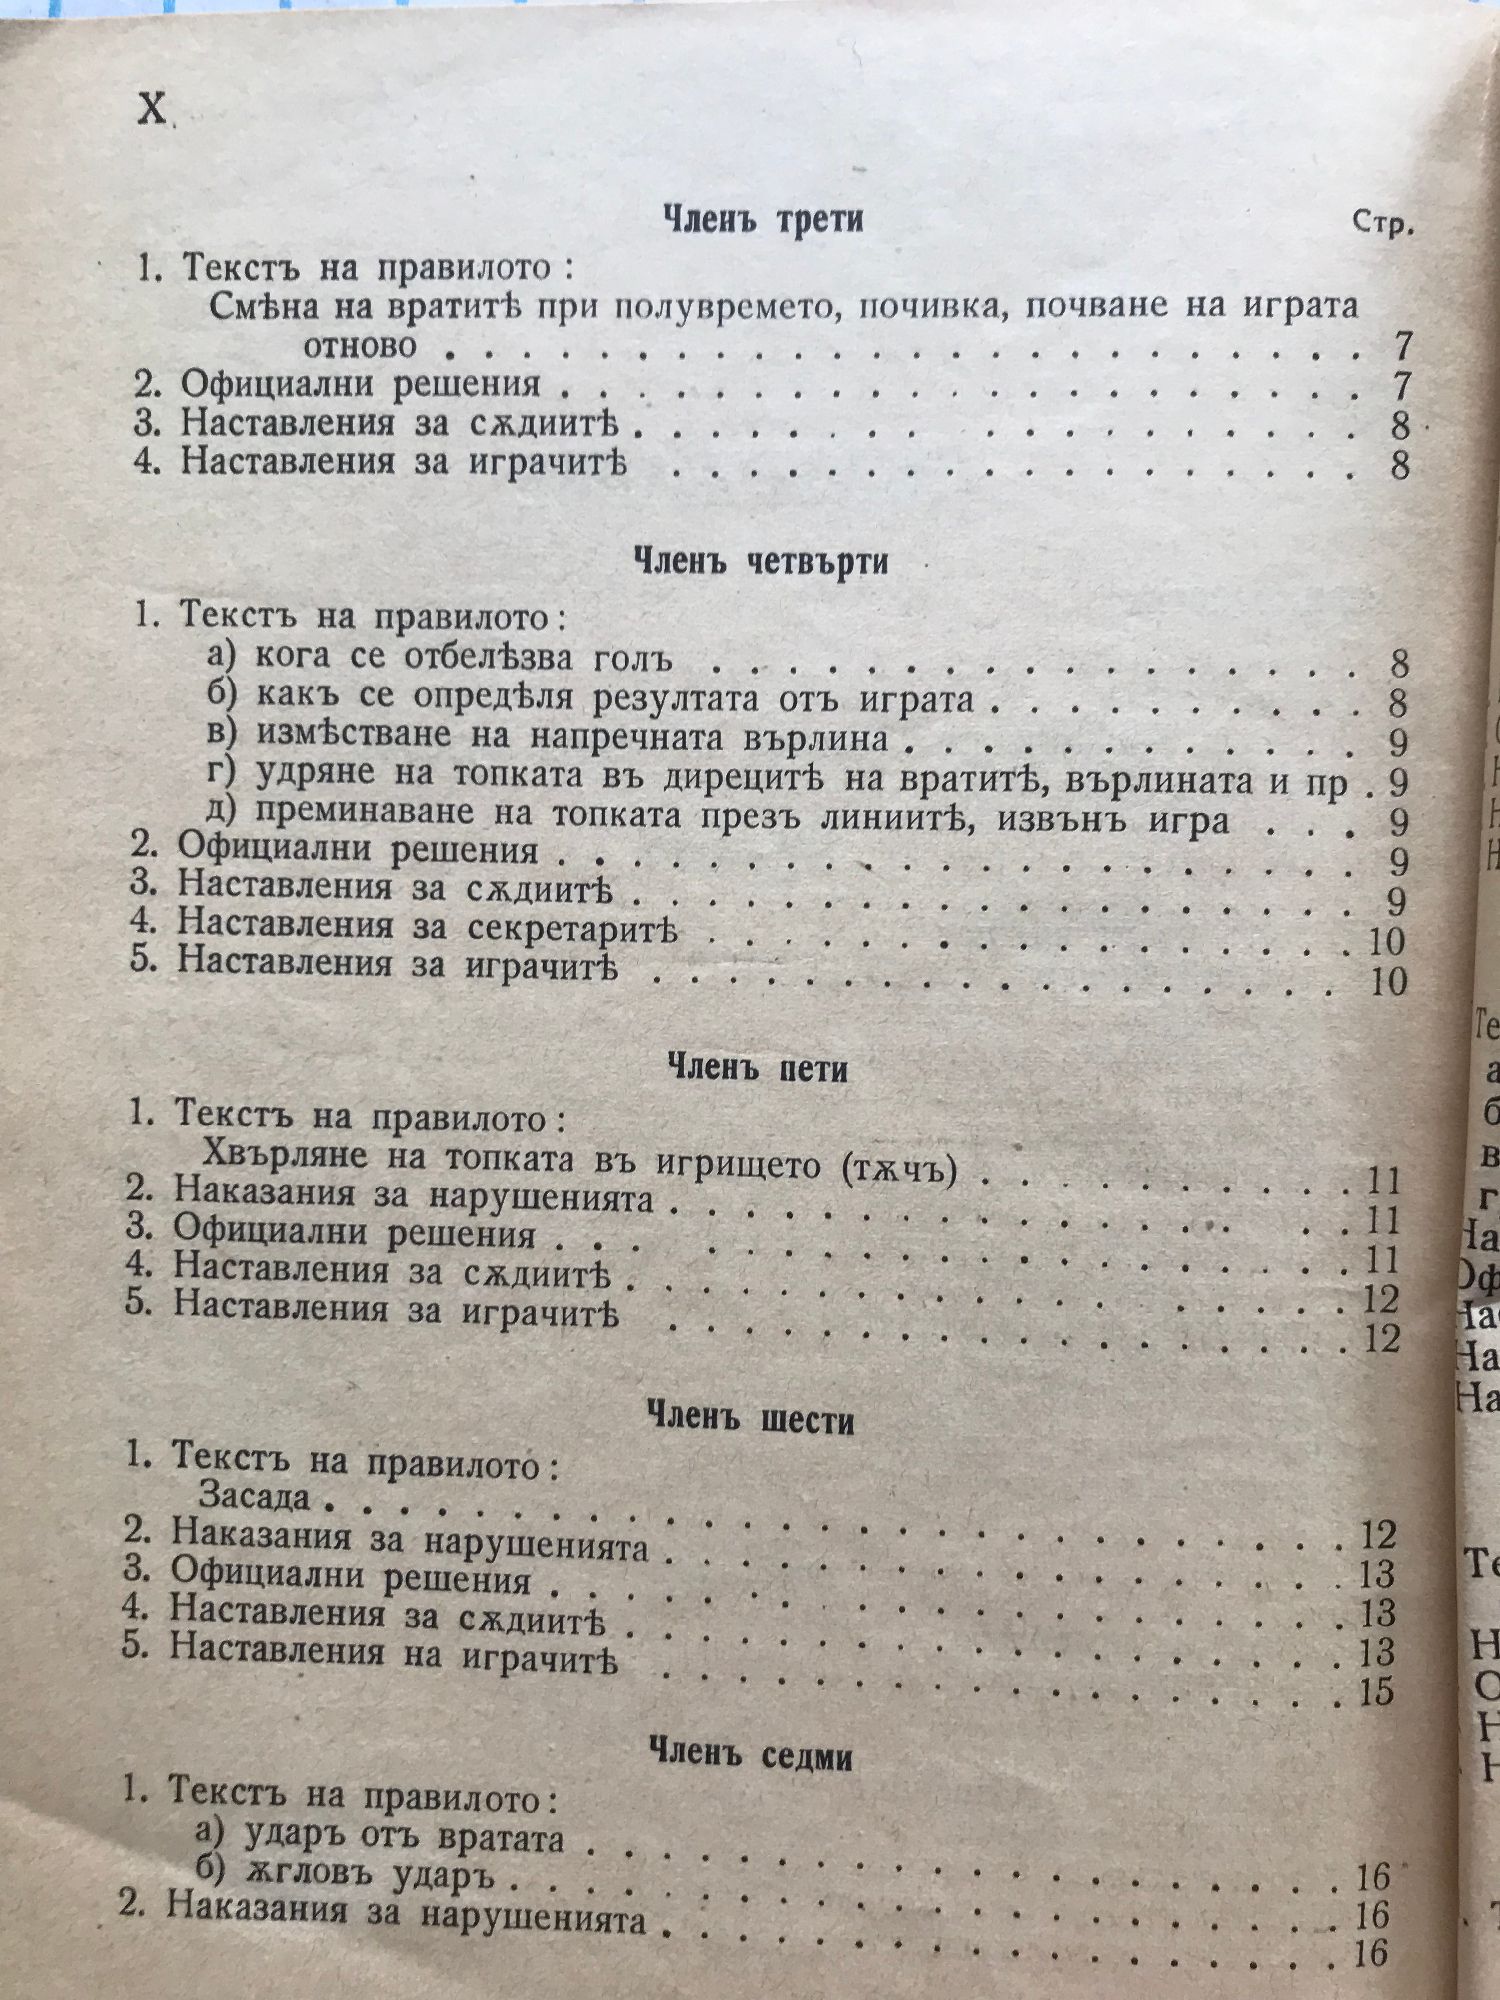 X
Членъ трети
Стр.
1. Текстъ на правилото :
Смѣна на вратитѣ при полувремето, почивка, почване на играта
отново . . . . . . . . . . . . . . . . . . . . . . . . 7
2. Официални решения . . . . . . . . . . . . . . . . . . . . . 7
3. Наставления за сѫдиитѣ . . . . . . . . . . . . . . . . . . 8
4. Наставления за играчитѣ . . . . . . . . . . . . . . . . . . 8
Членъ четвърти
1. Текстъ на правилото :
а) кога се отбелѣзва голъ . . . . . . . . . . . . . . . . . 8
б) какъ се опредѣля резултата отъ играта . . . . . . . . . . 8
в) измѣстване на напречната върлина . . . . . . . . . . . . 9
г) удряне на топката въ дирецитѣ на вратитѣ, върлината и пр . 9
д) преминаване на топката презъ линиитѣ, извънъ игра . . . 9
2. Официални решения . . . . . . . . . . . . . . . . . . . . . 9
3. Наставления за сѫдиитѣ . . . . . . . . . . . . . . . . . . . 9
4. Наставления за секретаритѣ . . . . . . . . . . . . . . . . . 10
5. Наставления за играчитѣ . . . . . . . . . . . . . . . . . . 10
Членъ пети
1. Текстъ на правилото :
Хвърляне на топката въ игрището (тѫчъ) . . . . . . . . . . 11
2. Наказания за нарушенията . . . . . . . . . . . . . . . . . 11
3. Официални решения . . . . . . . . . . . . . . . . . . . . 11
4. Наставления за сѫдиитѣ . . . . . . . . . . . . . . . . . . 12
5. Наставления за играчитѣ . . . . . . . . . . . . . . . . . . 12
Членъ шести
1. Текстъ на правилото :
Засада . . . . . . . . . . . . . . . . . . . . . . . . . . . 12
2. Наказания за нарушенията . . . . . . . . . . . . . . . . . . 13
3. Официални решения . . . . . . . . . . . . . . . . . . . . . 13
4. Наставления за сѫдиитѣ . . . . . . . . . . . . . . . . . . . 13
5. Наставления на играчитѣ . . . . . . . . . . . . . . . . . . 15
Членъ седми
1. Текстъ на правилото :
а) ударъ отъ вратата . . . . . . . . . . . . . . . . . . . . 16
б) ѫгловъ ударъ . . . . . . . . . . . . . . . . . . . . . . 16
2. Наказания за нарушенията . . . . . . . . . . . . . . . . . . 16